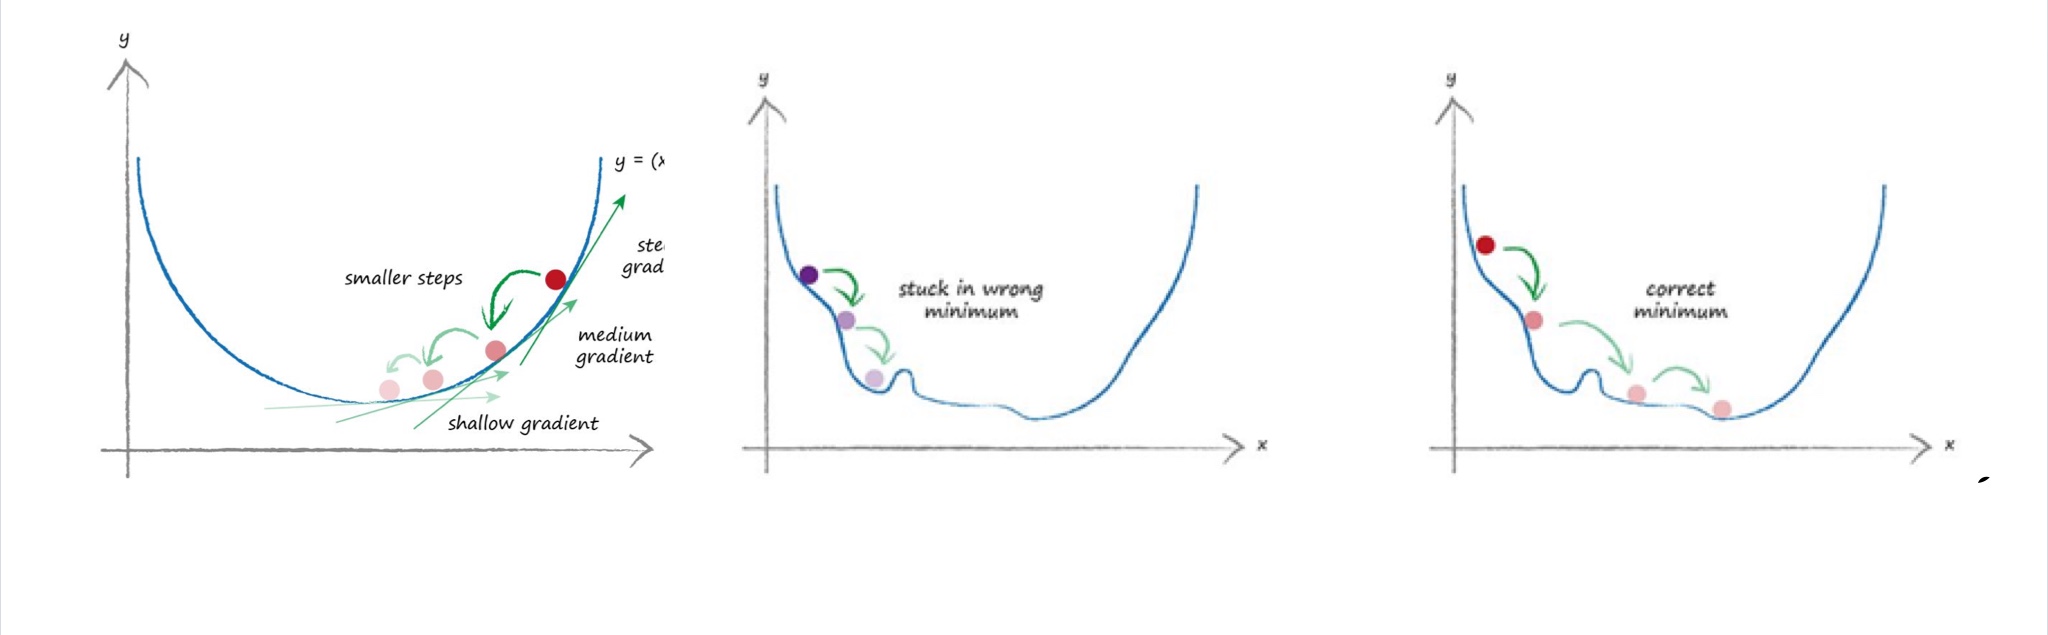 y
y = (x
smaller steps
ste
grad
medium
gradient
shallow gradient
y
stuck in wrong
minimum
x
y
correct
minimum
x